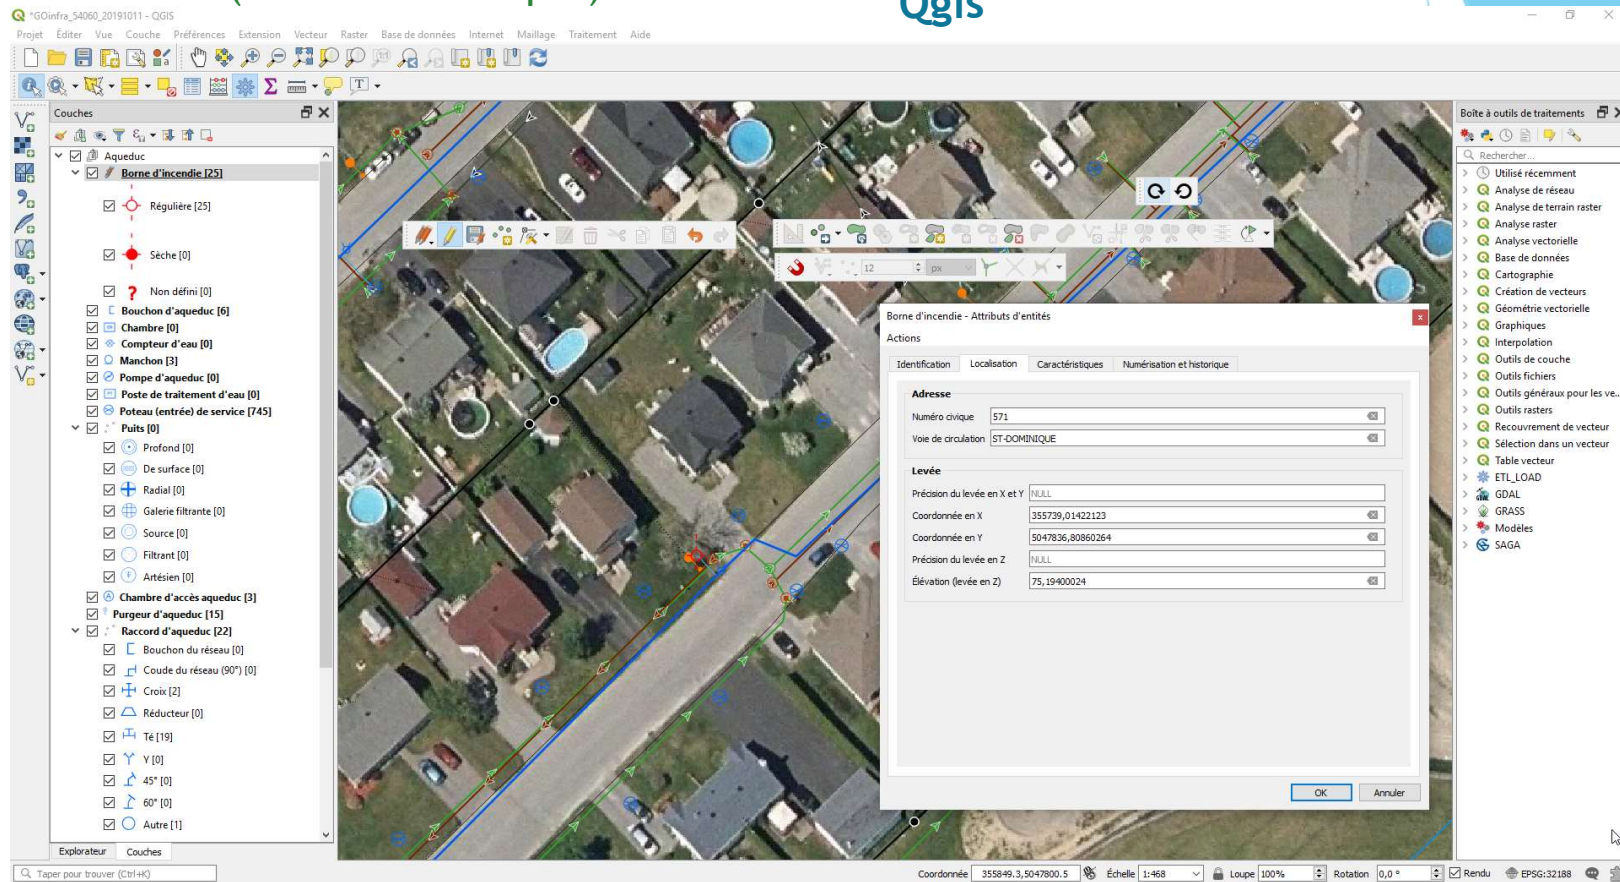 Qgis
*GOinfra_54060_20191011 - QGIS
Projet Éditer Vue Couche Préférences Extension Vecteur Raster Base de données Internet Maillage Traitement Aide
Couches
Aqueduc
Borne d'incendie [25]
Régulière [25]
Sèche [0]
? Non défini [0]
Bouchon d'aqueduc [6]
Chambre [0]
Compteur d'eau [0]
Manchon [3]
Pompe d'aqueduc [0]
Poste de traitement d'eau [0]
Poteau (entrée) de service [745]
Puits [0]
Profond [0]
De surface [0]
Radial [0]
Galerie filtrante [0]
Source [0]
Filtrant [0]
Artésien [0]
Chambre d'accès aqueduc [3]
Purgeur d'aqueduc [15]
Raccord d'aqueduc [22]
Bouchon du réseau [0]
Coude du réseau (90°) [0]
Croix [2]
Réducteur [0]
Té [19]
Y [0]
45° [0]
60° [0]
Autre [1]
Explorateur Couches
12 px
Borne d'incendie - Attributs d'entités
Actions
Identification Localisation Caractéristiques Numérisation et historique
Adresse
Numéro civique 571
Voie de circulation ST-DOMINIQUE
Levée
Précision du levée en X et Y NULL
Coordonnée en X 355739,01422123
Coordonnée en Y 5047836,80860264
Précision du levée en Z NULL
Élévation (levée en Z) 75,19400024
OK Annuler
Boîte à outils de traitements
Rechercher...
Utilisé récemment
Analyse de réseau
Analyse de terrain raster
Analyse raster
Analyse vectorielle
Base de données
Cartographie
Création de vecteurs
Géométrie vectorielle
Graphiques
Interpolation
Outils de couche
Outils fichiers
Outils généraux pour les ve...
Outils rasters
Recouvrement de vecteur
Sélection dans un vecteur
Table vecteur
ETL_LOAD
GDAL
GRASS
Modèles
SAGA
Taper pour trouver (Ctrl+K)
Coordonnée 355849.3,5047800.5 Échelle 1:468 Loupe 100% Rotation 0,0 ° Rendu EPSG:32188